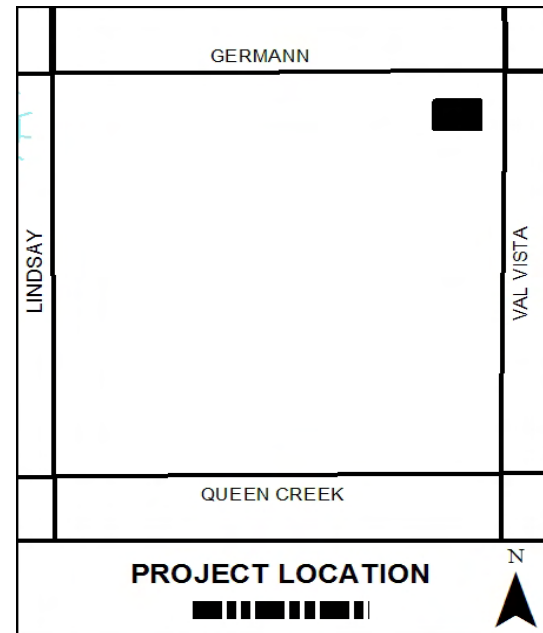 GERMANN
LINDSAY
VAL VISTA
QUEEN CREEK
PROJECT LOCATION
N